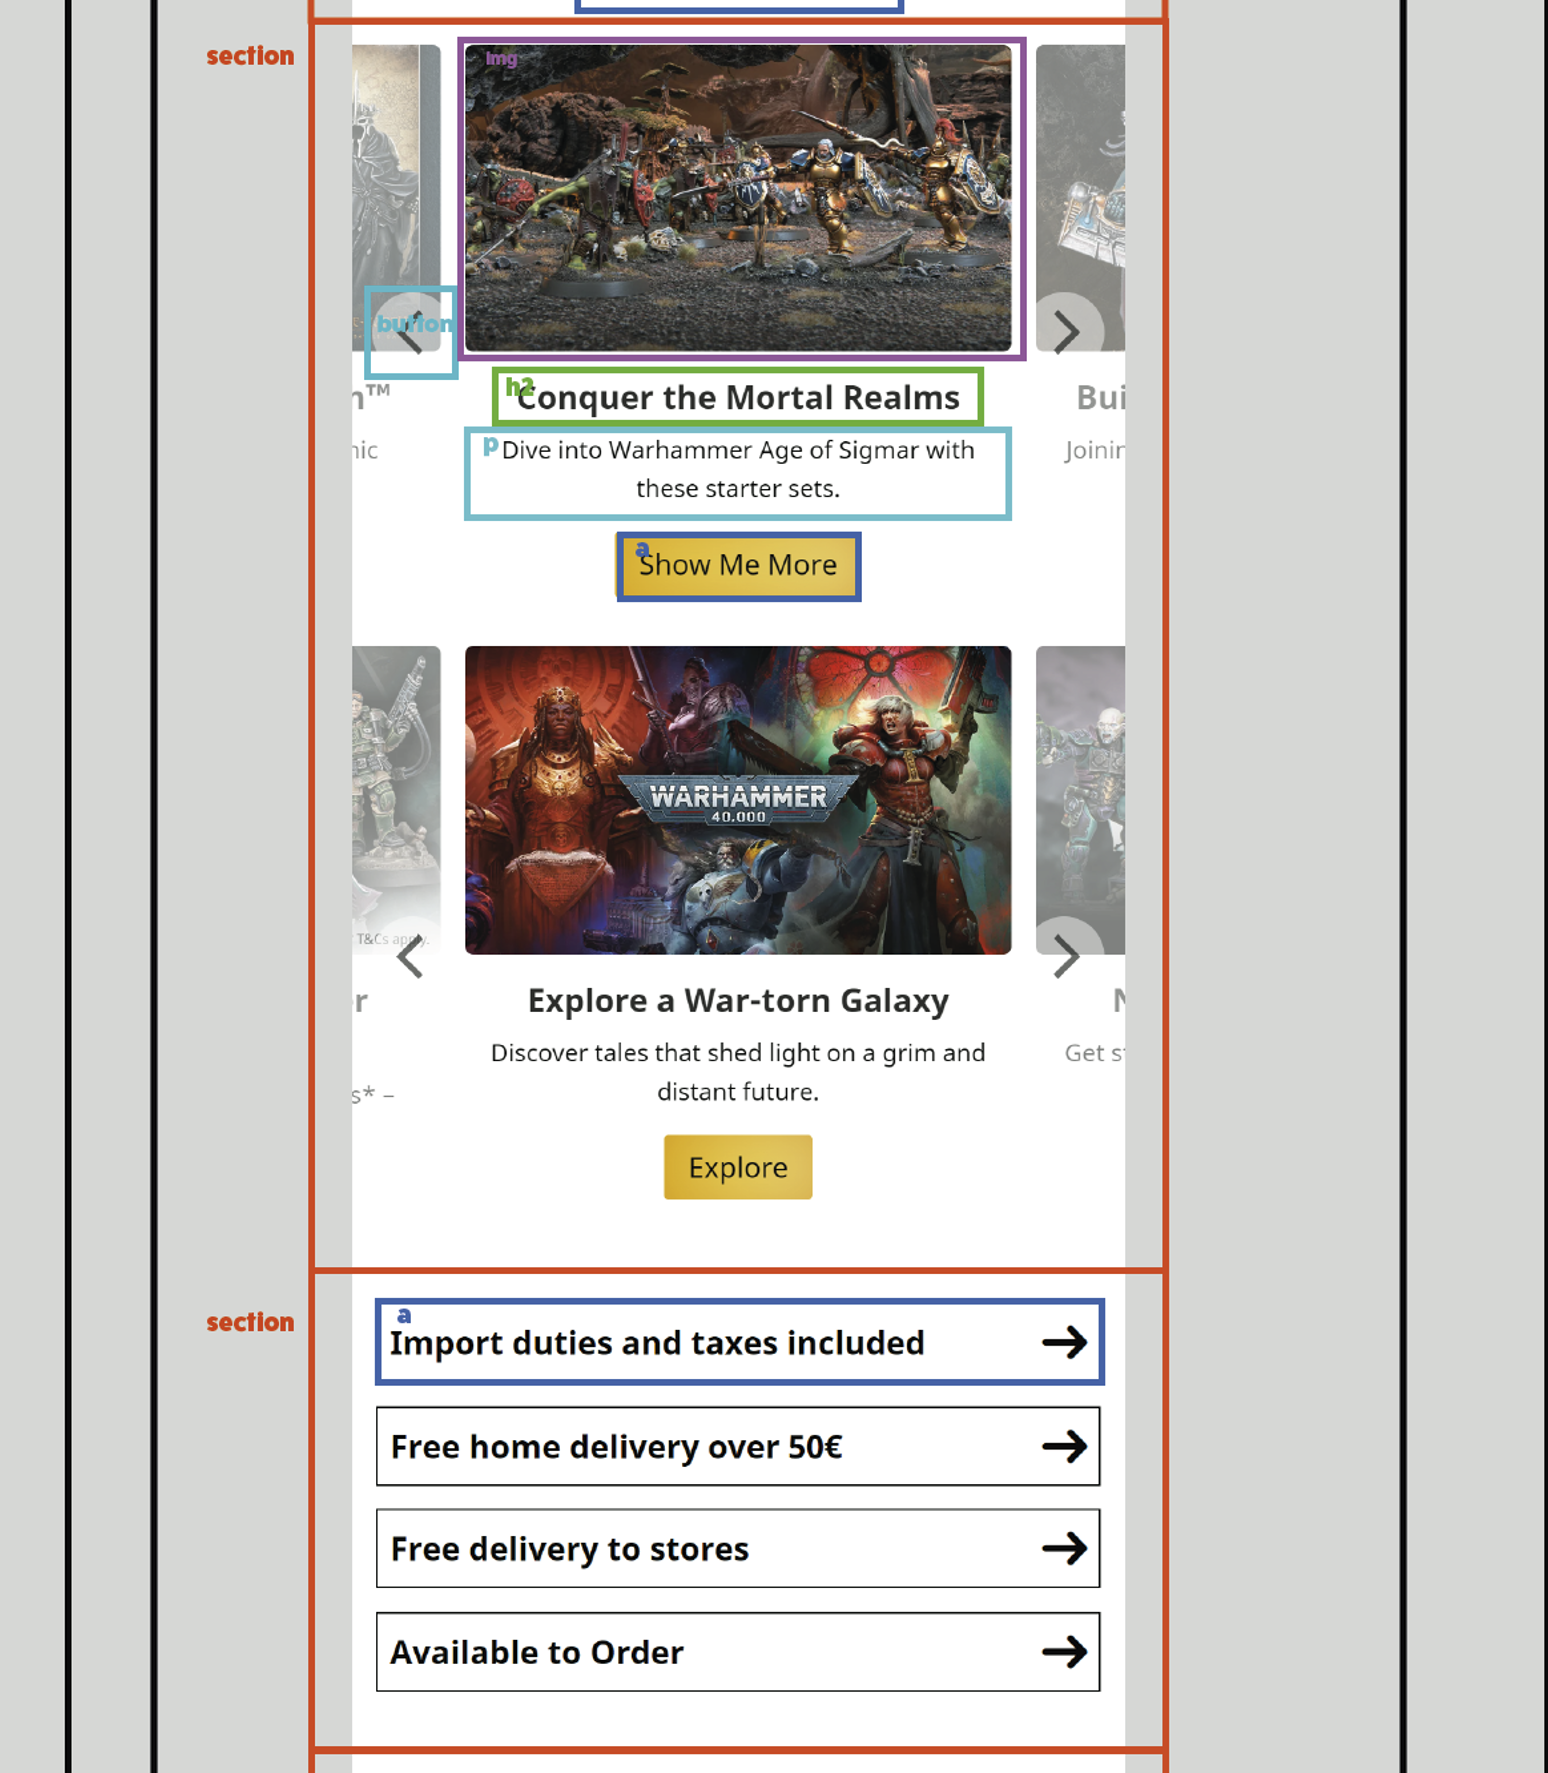 section
img
button
n™
h2
Conquer the Mortal Realms
Bui
nic
p
Dive into Warhammer Age of Sigmar with
these starter sets.
Joinin
a
Show Me More
WARHAMMER
40,000
T&Cs apply.
r
Explore a War-torn Galaxy
N
Discover tales that shed light on a grim and
distant future.
Get st
s* –
Explore
section
a
Import duties and taxes included
Free home delivery over 50€
Free delivery to stores
Available to Order